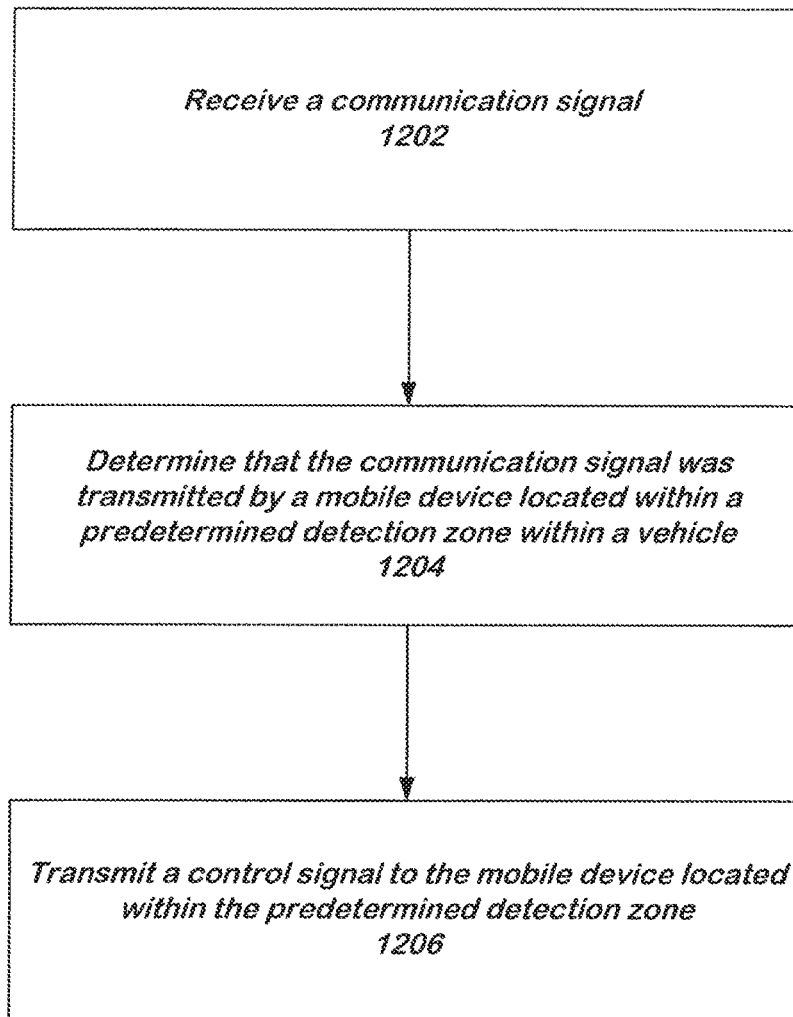 Receive a communication signal
1202
Determine that the communication signal was
transmitted by a mobile device located within a
predetermined detection zone within a vehicle
1204
Transmit a control signal to the mobile device located
within the predetermined detection zone
1206